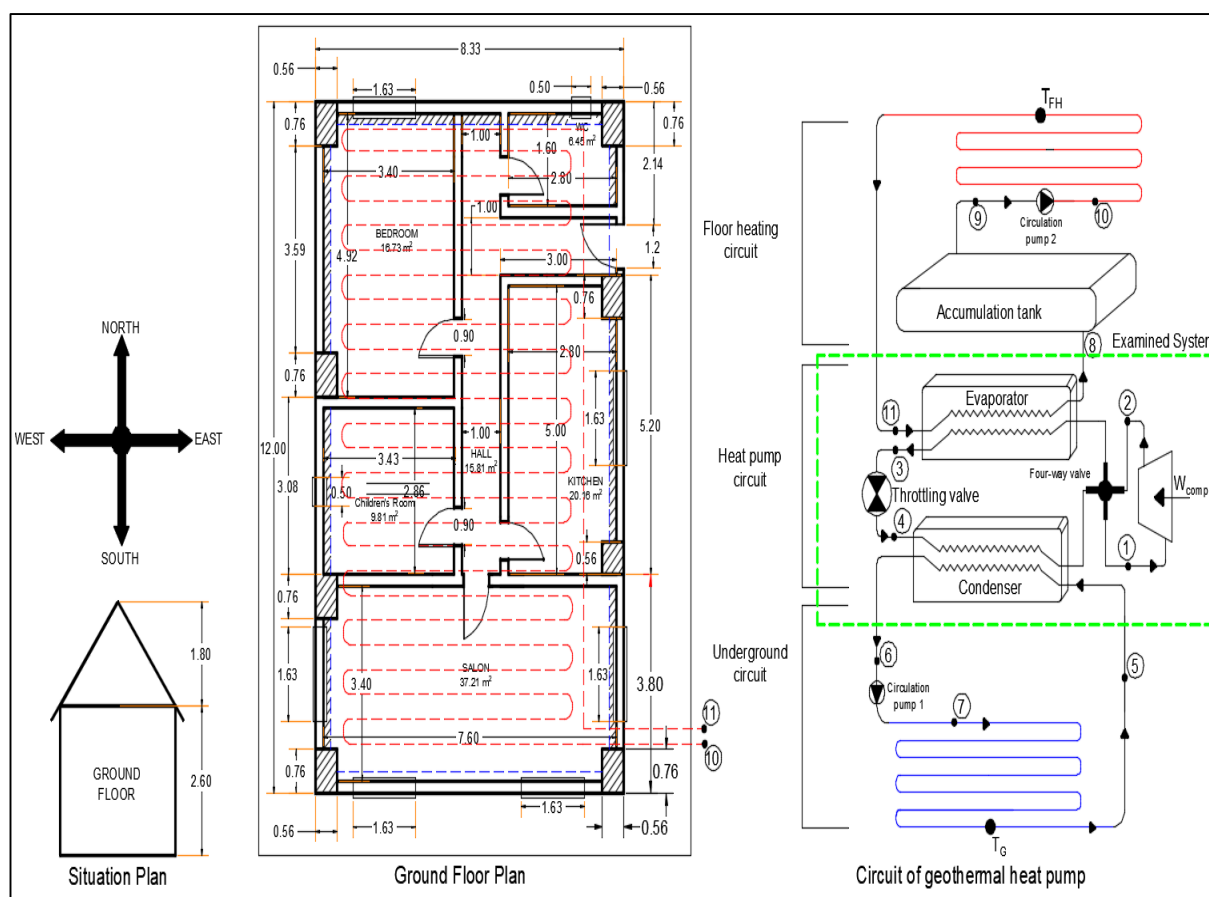 8.33
0.56
1.63
0.50
0.56
0.76
1.00
WC
6.45 m²
0.76
1.60
2.14
3.40
2.80
1.00
BEDROOM
16.73 m²
3.59
4.92
3.00
1.2
0.76
0.90
2.80
0.76
1.63
12.00
1.00
5.00
5.20
HALL
15.81 m²
3.43
KITCHEN
20.16 m²
3.08
0.50
2.86
Children's Room
9.81 m²
0.90
0.56
0.76
SALON
37.21 m²
1.63
3.40
1.63
3.80
11
7.60
10
0.76
0.76
1.63
0.56
1.63
0.56
Ground Floor Plan
NORTH
WEST
EAST
SOUTH
1.80
GROUND
FLOOR
2.60
Situation Plan
T_FH
Floor heating
circuit
9
Circulation
pump 2
10
Accumulation tank
8
Examined System
Heat pump
circuit
Evaporator
11
2
3
Four-way valve
Throttling valve
W_comp
4
1
Condenser
Underground
circuit
6
5
Circulation
pump 1
7
T_G
Circuit of geothermal heat pump